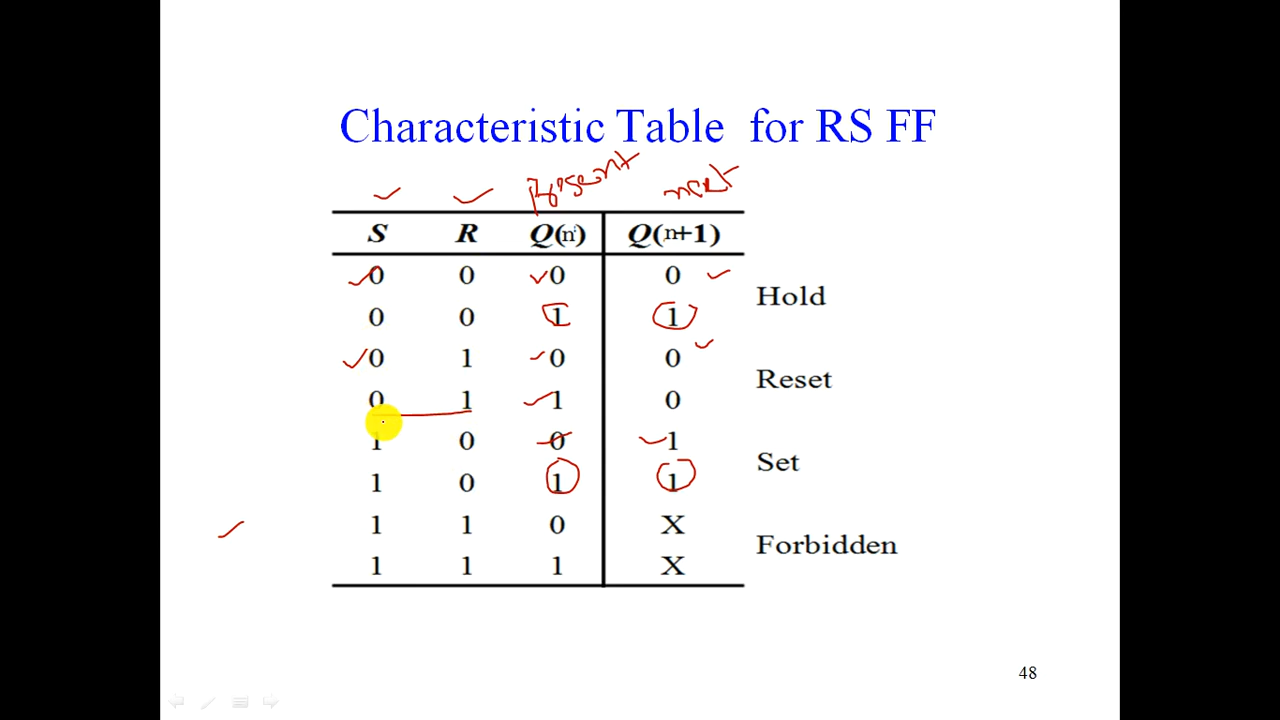 Characteristic Table for RS FF
Present next
S R Q(n) Q(n+1)
0 0 0 0
Hold
0 0 1 1
0 1 0 0
Reset
0 1 1 0
1 0 0 1
Set
1 0 1 1
1 1 0 X
Forbidden
1 1 1 X
48